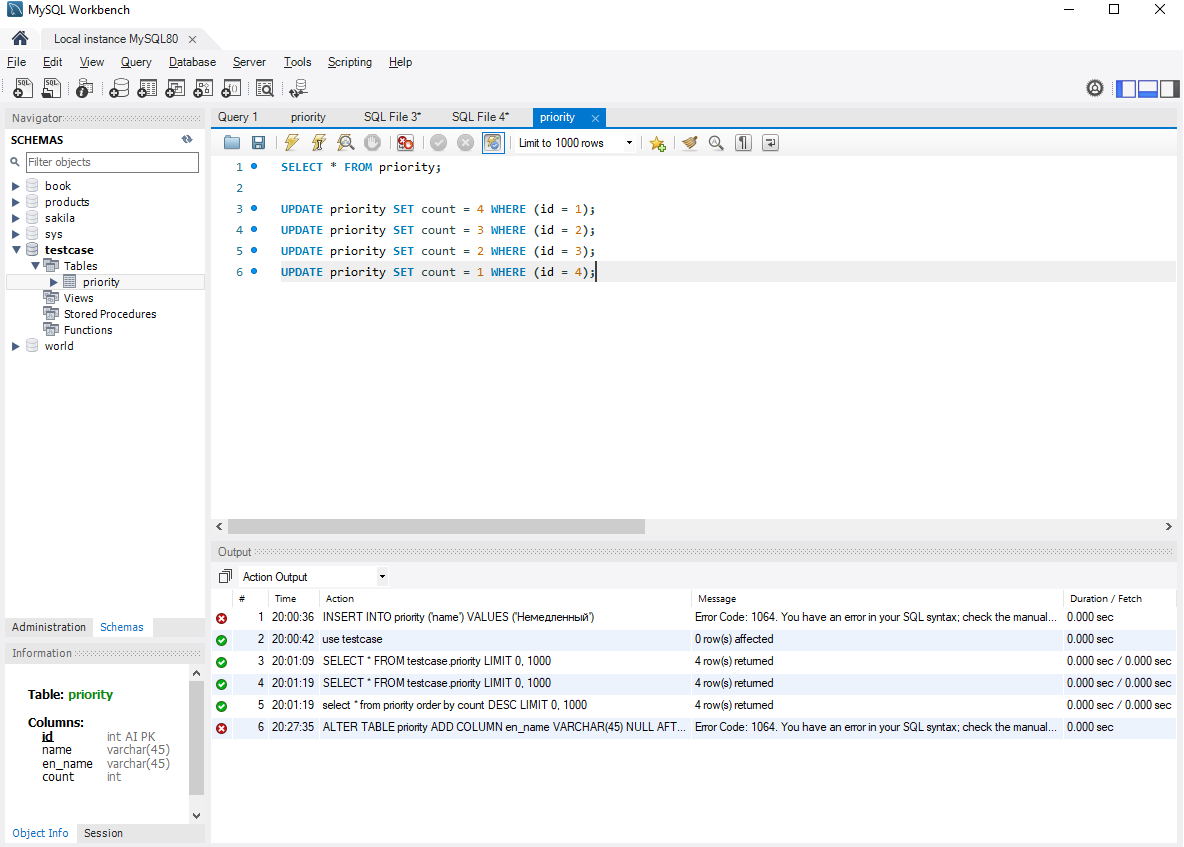 MySQL Workbench
Local instance MySQL80
File Edit View Query Database Server Tools Scripting Help
Navigator
SCHEMAS
Filter objects
book
products
sakila
sys
testcase
Tables
priority
Views
Stored Procedures
Functions
world
Administration Schemas
Information
Table: priority
Columns:
id int AI PK
name varchar(45)
en_name varchar(45)
count int
Object Info Session
Query 1 priority SQL File 3* SQL File 4* priority
Limit to 1000 rows
1 SELECT * FROM priority;
2
3 UPDATE priority SET count = 4 WHERE (id = 1);
4 UPDATE priority SET count = 3 WHERE (id = 2);
5 UPDATE priority SET count = 2 WHERE (id = 3);
6 UPDATE priority SET count = 1 WHERE (id = 4);
Output
Action Output
# Time Action Message Duration / Fetch
1 20:00:36 INSERT INTO priority ('name') VALUES ('Немедленный') Error Code: 1064. You have an error in your SQL syntax; check the manual... 0.000 sec
2 20:00:42 use testcase 0 row(s) affected 0.000 sec
3 20:01:09 SELECT * FROM testcase.priority LIMIT 0, 1000 4 row(s) returned 0.000 sec / 0.000 sec
4 20:01:19 SELECT * FROM testcase.priority LIMIT 0, 1000 4 row(s) returned 0.000 sec / 0.000 sec
5 20:01:19 select * from priority order by count DESC LIMIT 0, 1000 4 row(s) returned 0.000 sec / 0.000 sec
6 20:27:35 ALTER TABLE priority ADD COLUMN en_name VARCHAR(45) NULL AFT... Error Code: 1064. You have an error in your SQL syntax; check the manual... 0.000 sec